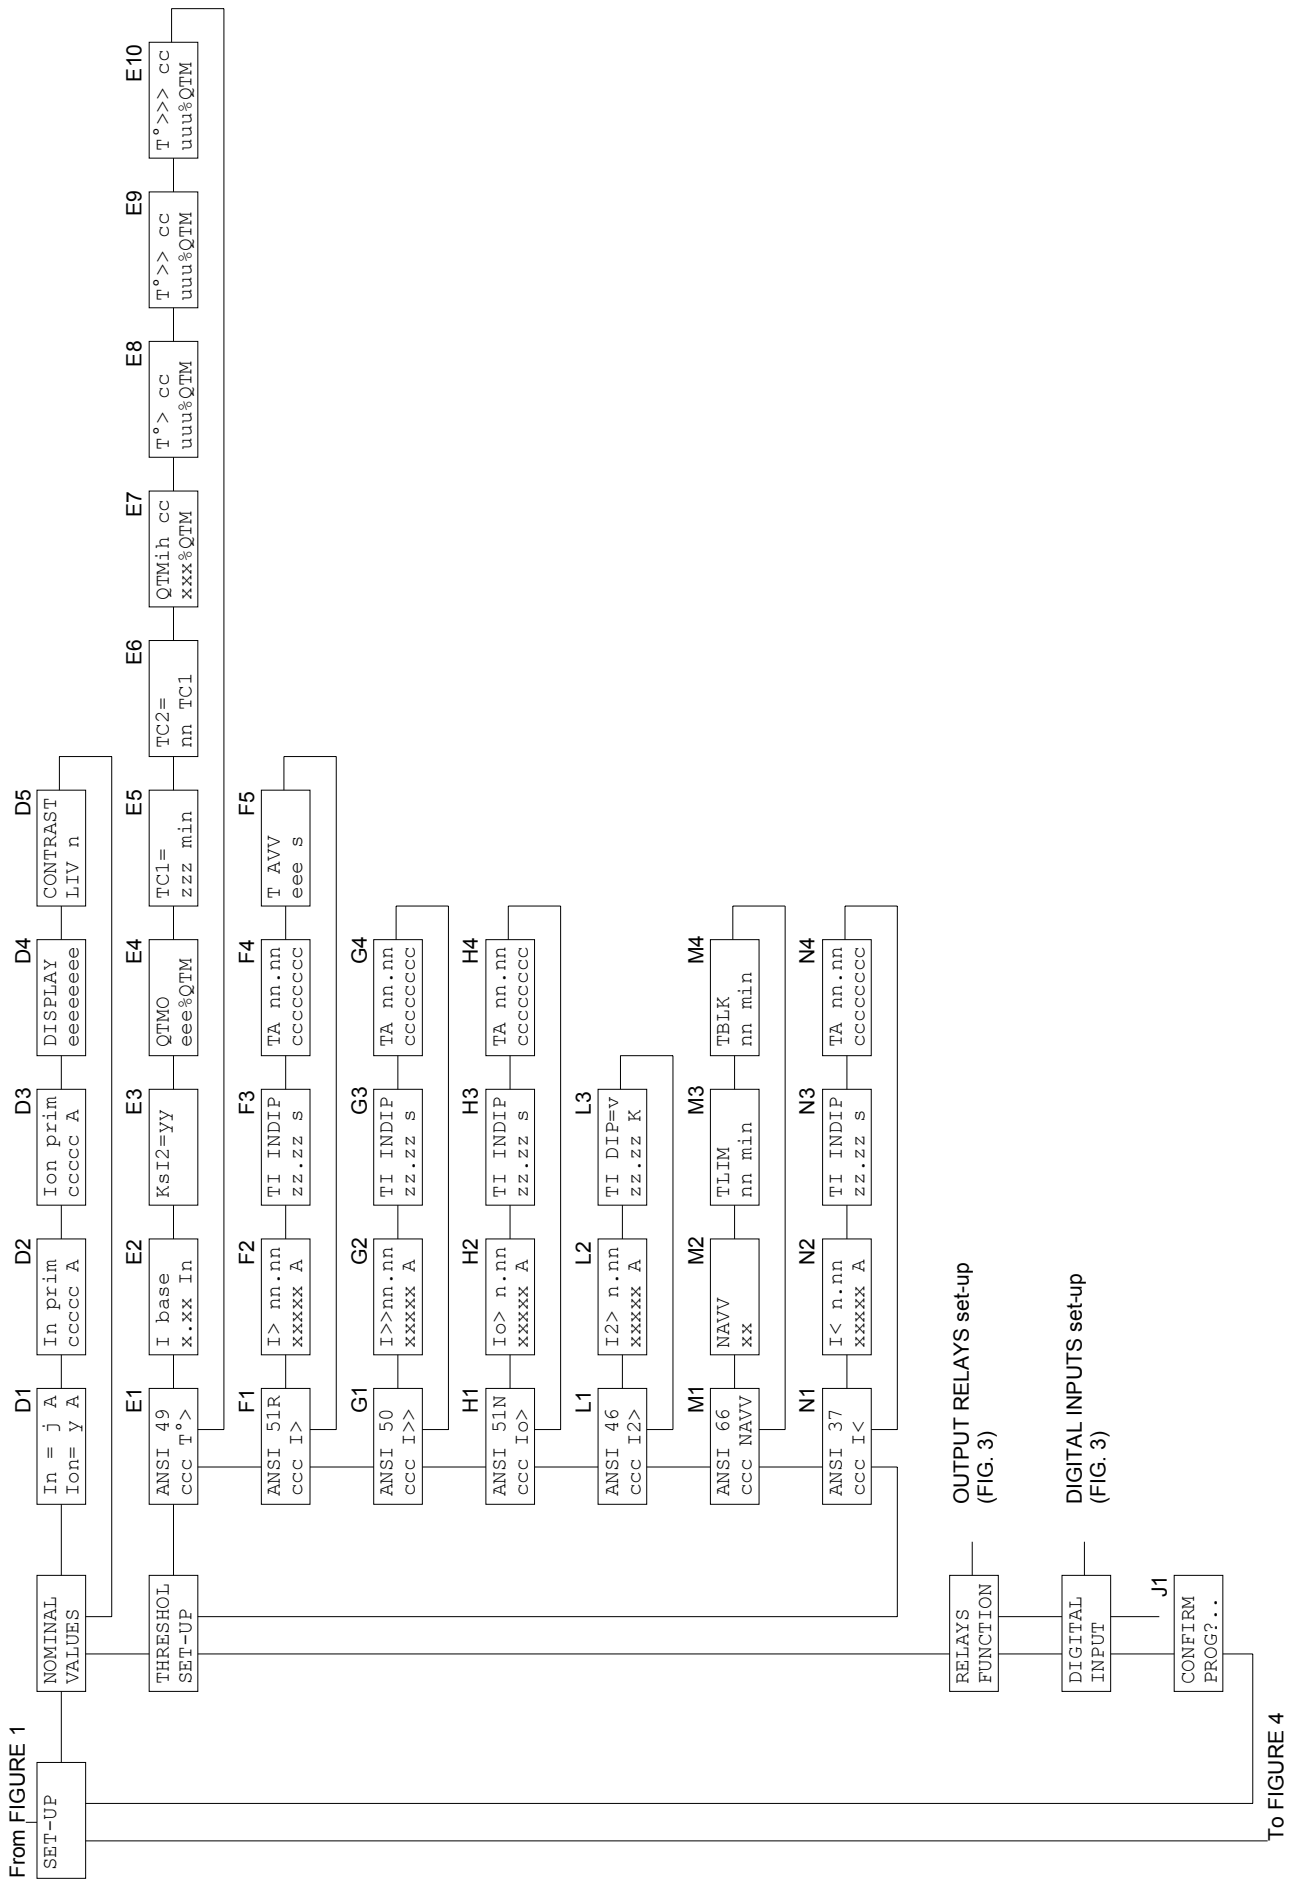 From FIGURE 1
SET-UP
NOMINAL
VALUES
D1
In = j A
Ion= y A
D2
In prim
ccccc A
D3
Ion prim
ccccc A
D4
DISPLAY
eeeeeeeee
D5
CONTRAST
LIV n
THRESHOL
SET-UP
E1
ANSI 49
ccc T°>
E2
I base
x.xx In
E3
KsI2=yy
E4
QTMO
eee%QTM
E5
TC1=
zzz min
E6
TC2=
nn TC1
E7
QTMih cc
xxx%QTM
E8
T°> cc
uuu%QTM
E9
T°>> cc
uuu%QTM
E10
T°>>> cc
uuu%QTM
F1
ANSI 51R
ccc I>
F2
I> nn.nn
xxxxx A
F3
TI INDIP
zz.zz s
F4
TA nn.nn
ccccccccc
F5
T AVV
eee s
G1
ANSI 50
ccc I>>
G2
I>>nn.nn
xxxxx A
G3
TI INDIP
zz.zz s
G4
TA nn.nn
ccccccccc
H1
ANSI 51N
ccc Io>
H2
Io> n.nn
xxxxx A
H3
TI INDIP
zz.zz s
H4
TA nn.nn
ccccccccc
L1
ANSI 46
ccc I2>
L2
I2> n.nn
xxxxx A
L3
TI DIP=v
zz.zz K
M1
ANSI 66
ccc NAVV
M2
NAVV
xx
M3
TLIM
nn min
M4
TBLK
nn min
N1
ANSI 37
ccc I<
N2
I< n.nn
xxxxx A
N3
TI INDIP
zz.zz s
N4
TA nn.nn
ccccccccc
RELAYS
FUNCTION
OUTPUT RELAYS set-up
(FIG. 3)
DIGITAL
INPUT
DIGITAL INPUTS set-up
(FIG. 3)
J1
CONFIRM
PROG?..
To FIGURE 4